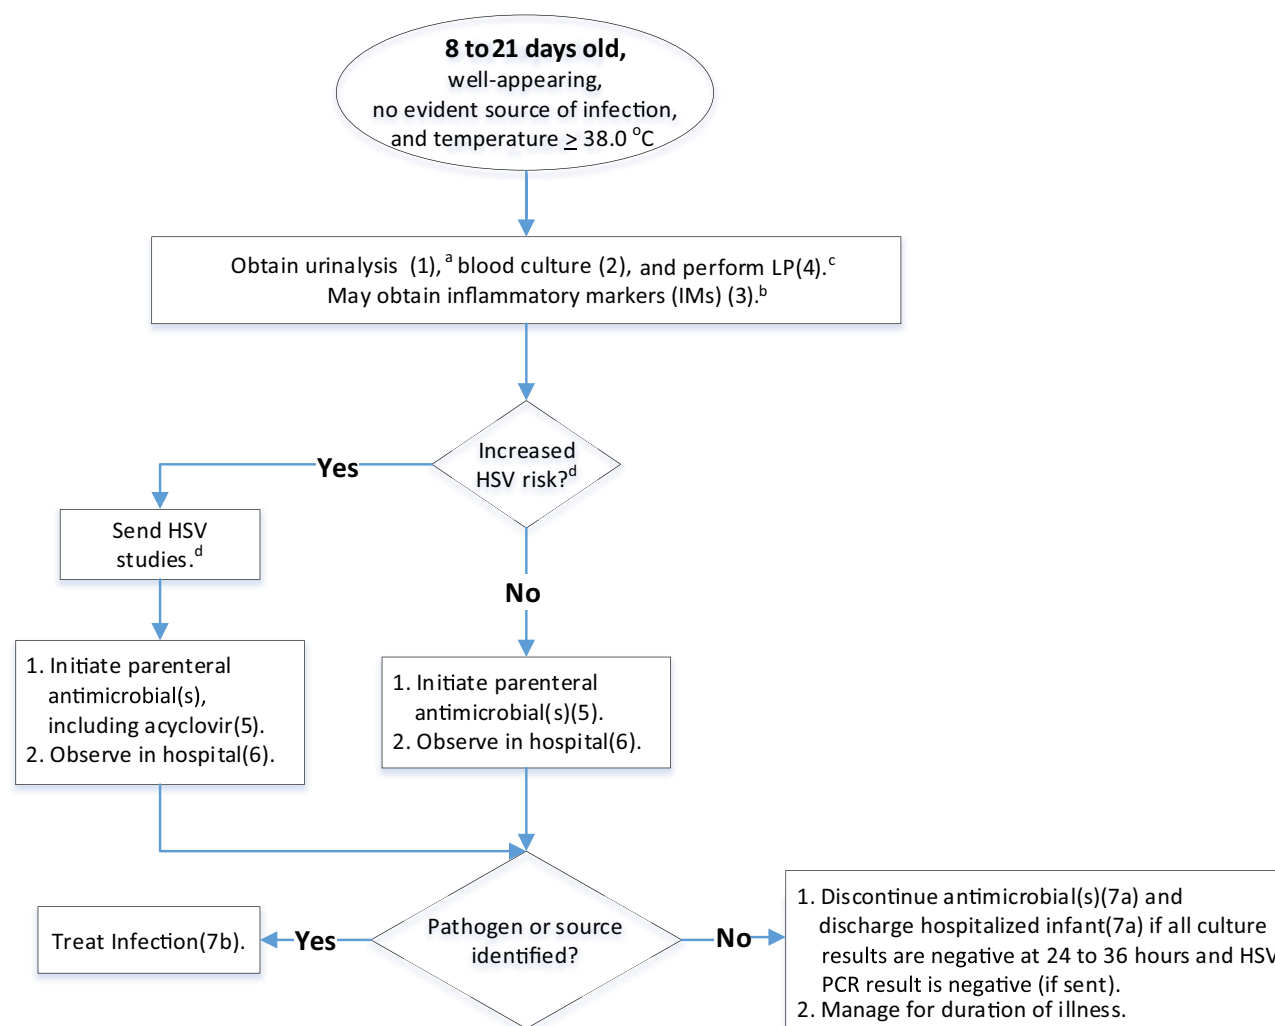 8 to 21 days old,
well-appearing,
no evident source of infection,
and temperature ≥ 38.0 °C
Obtain urinalysis (1),ᵃ blood culture (2), and perform LP(4).ᶜ
May obtain inflammatory markers (IMs) (3).ᵇ
Increased
HSV risk?ᵈ
Yes
Send HSV
studies.ᵈ
No
1. Initiate parenteral
antimicrobial(s),
including acyclovir(5).
2. Observe in hospital(6).
1. Initiate parenteral
antimicrobial(s)(5).
2. Observe in hospital(6).
Pathogen or source
identified?
Yes
Treat Infection(7b).
No
1. Discontinue antimicrobial(s)(7a) and
discharge hospitalized infant(7a) if all culture
results are negative at 24 to 36 hours and HSV
PCR result is negative (if sent).
2. Manage for duration of illness.